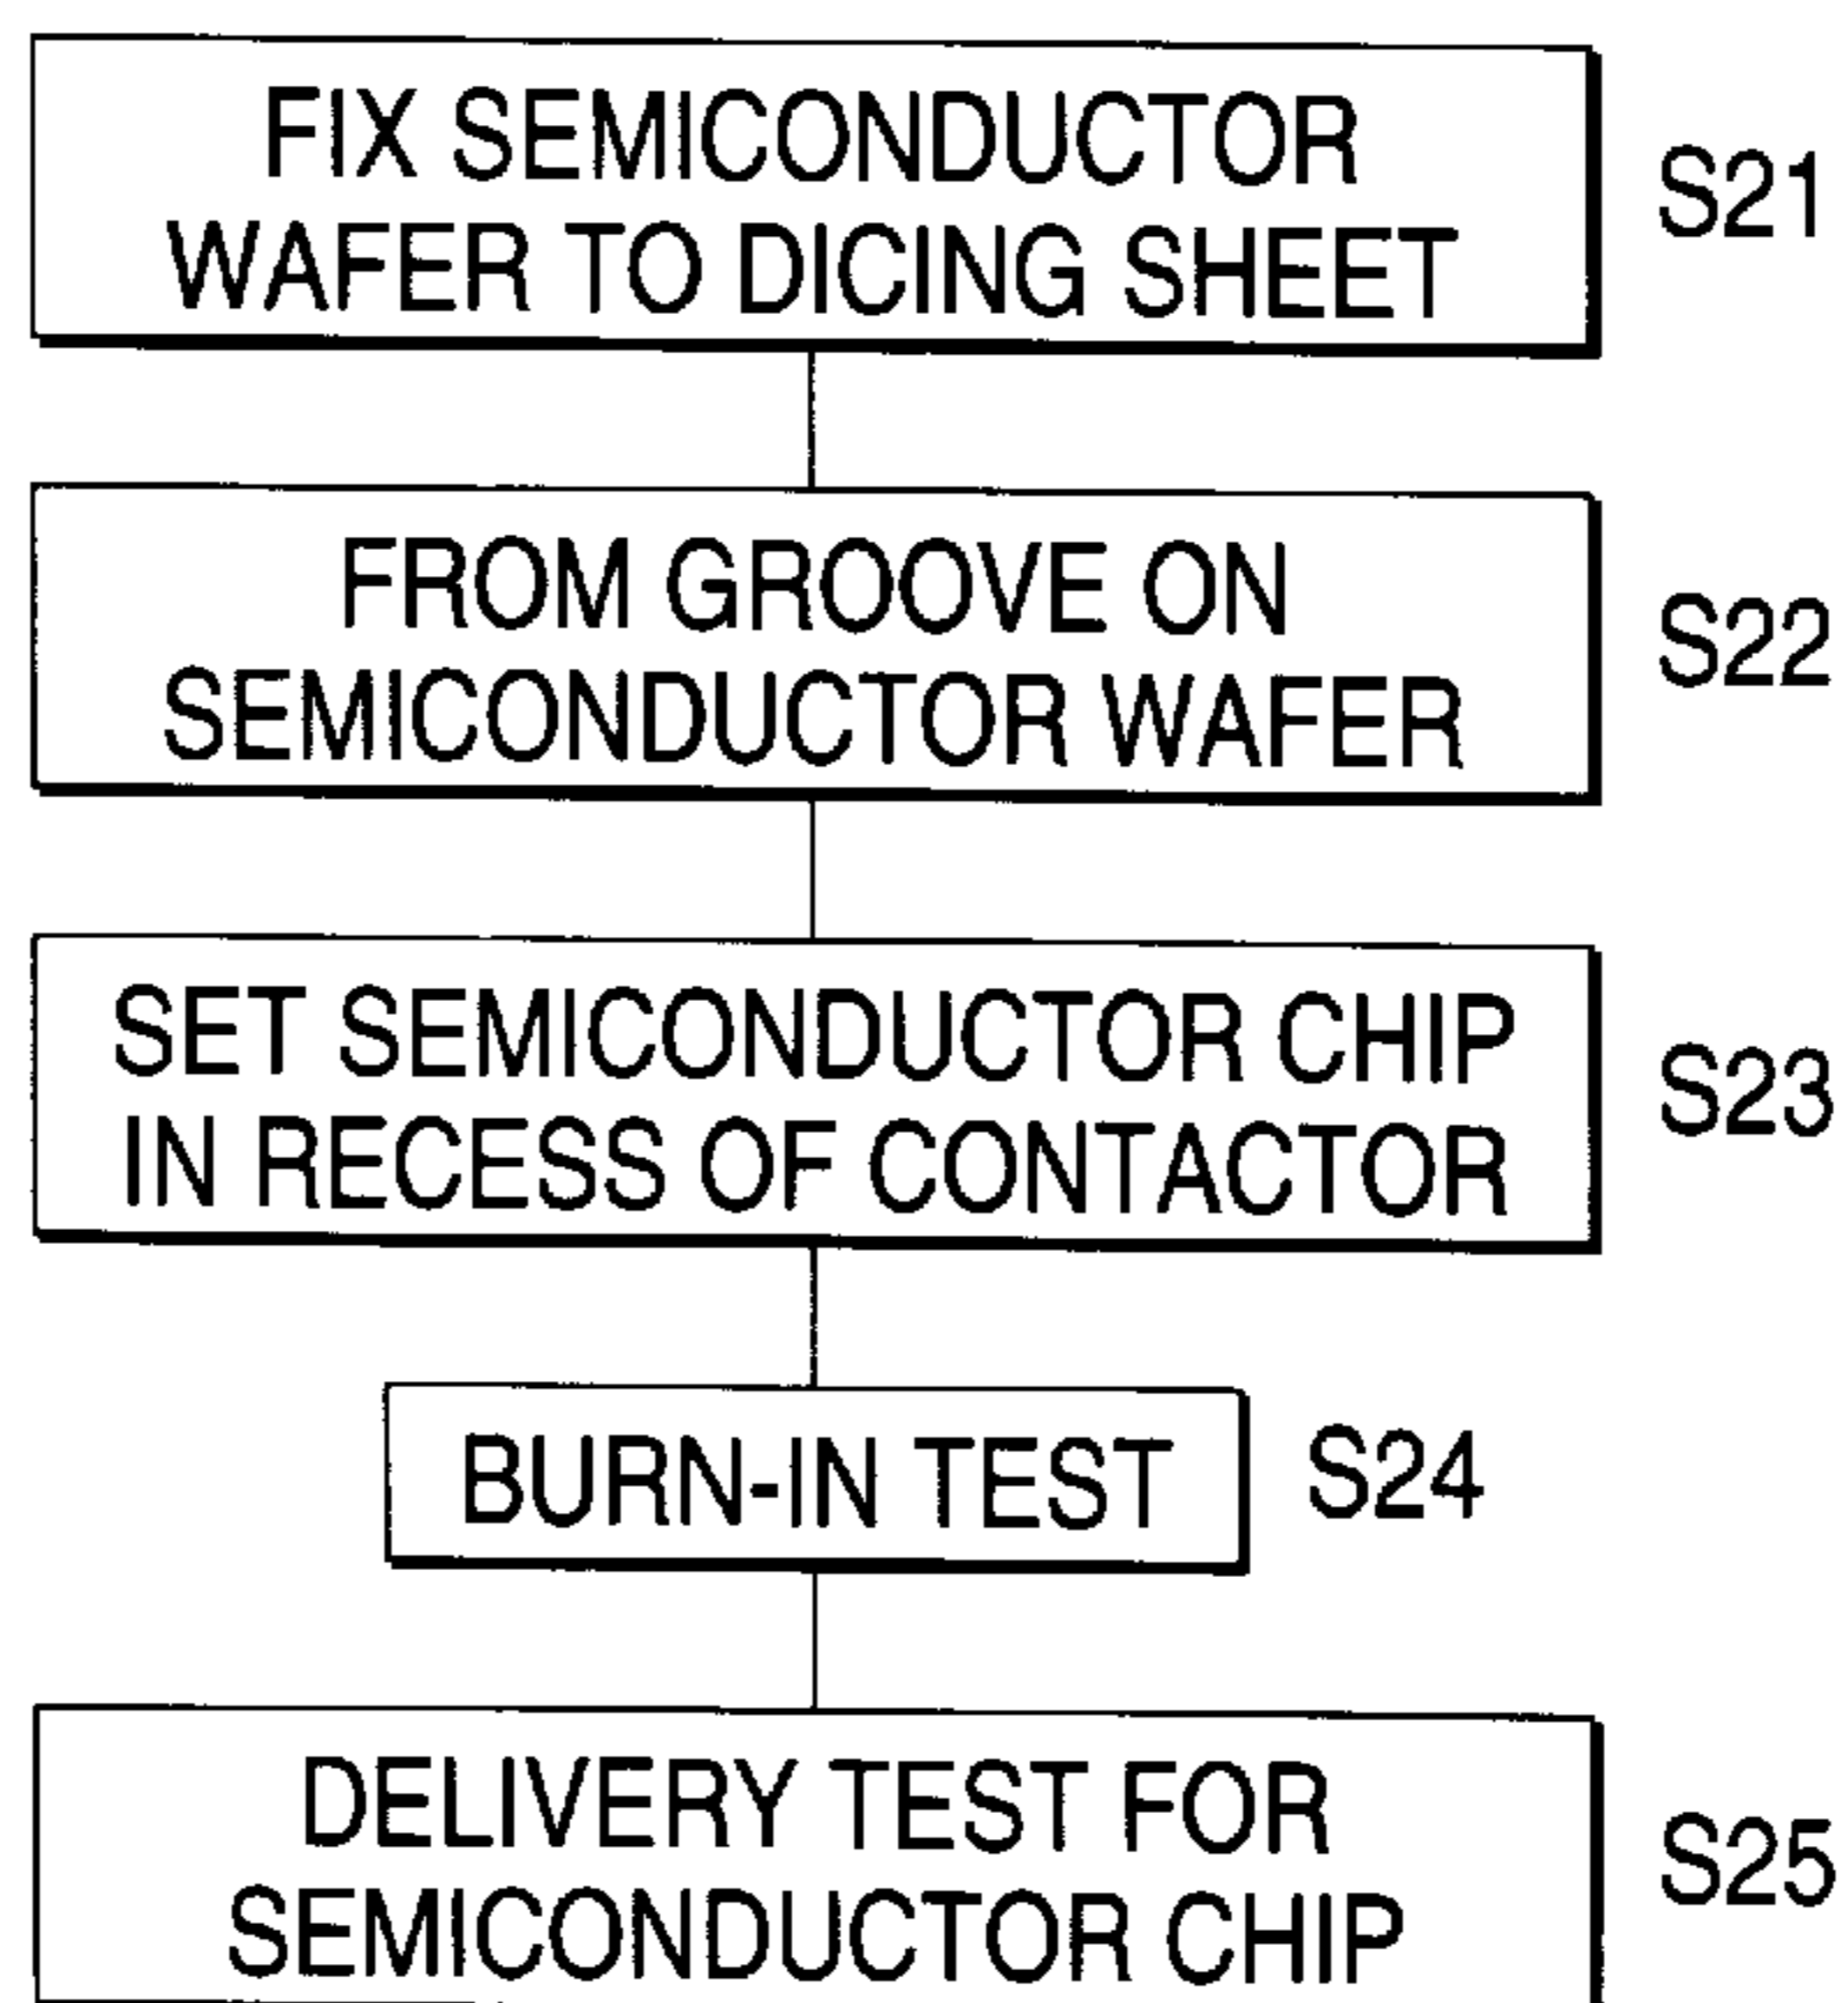 FIX SEMICONDUCTOR
WAFER TO DICING SHEET
S21
FROM GROOVE ON
SEMICONDUCTOR WAFER
S22
SET SEMICONDUCTOR CHIP
IN RECESS OF CONTACTOR
S23
BURN-IN TEST
S24
DELIVERY TEST FOR
SEMICONDUCTOR CHIP
S25